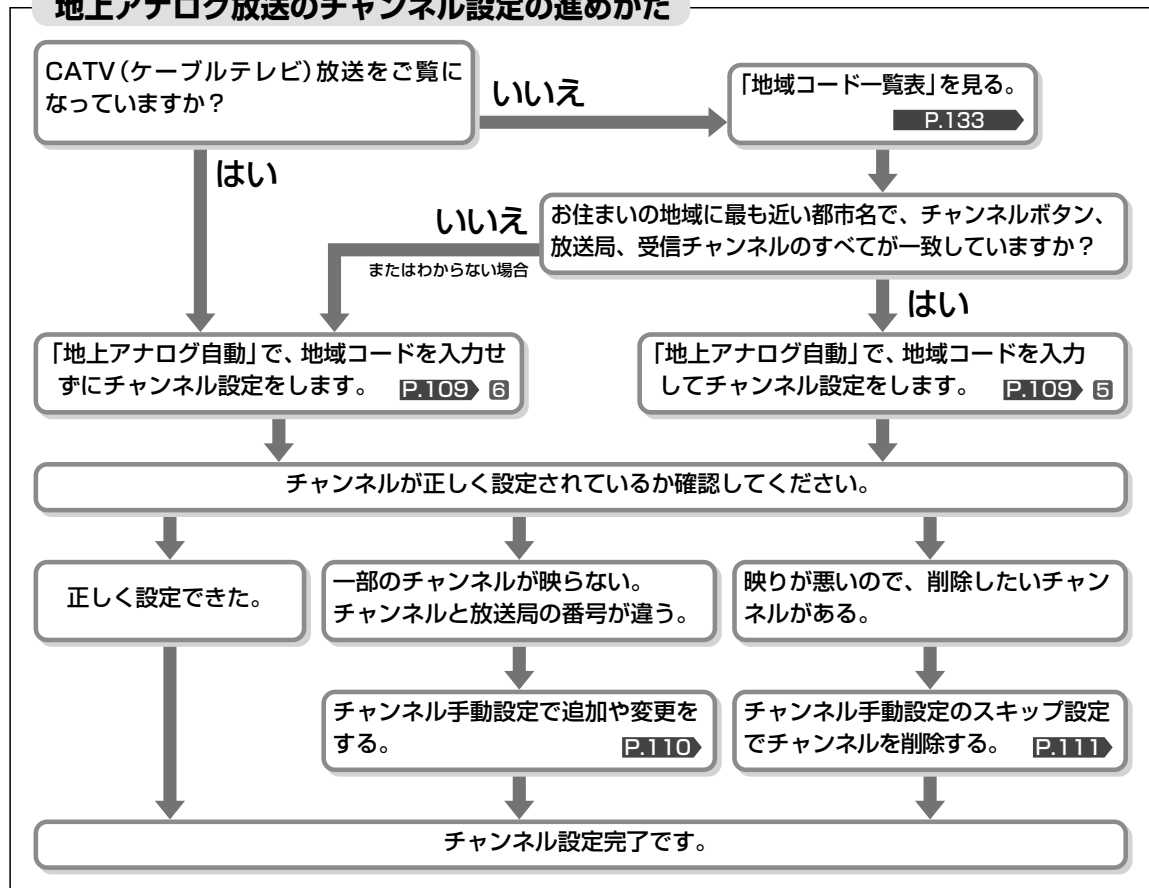 地上アナログ放送のチャンネル設定の進めかた
CATV(ケーブルテレビ)放送をご覧に
なっていますか？
いいえ
「地域コード一覧表」を見る。
P.133
はい
いいえ
またはわからない場合
お住まいの地域に最も近い都市名で、チャンネルボタン、
放送局、受信チャンネルのすべてが一致していますか？
はい
「地上アナログ自動」で、地域コードを入力せ
ずにチャンネル設定をします。 P.109 6
「地上アナログ自動」で、地域コードを入力
してチャンネル設定をします。 P.109 5
チャンネルが正しく設定されているか確認してください。
正しく設定できた。
一部のチャンネルが映らない。
チャンネルと放送局の番号が違う。
映りが悪いので、削除したいチャン
ネルがある。
チャンネル手動設定で追加や変更を
する。 P.110
チャンネル手動設定のスキップ設定
でチャンネルを削除する。 P.111
チャンネル設定完了です。